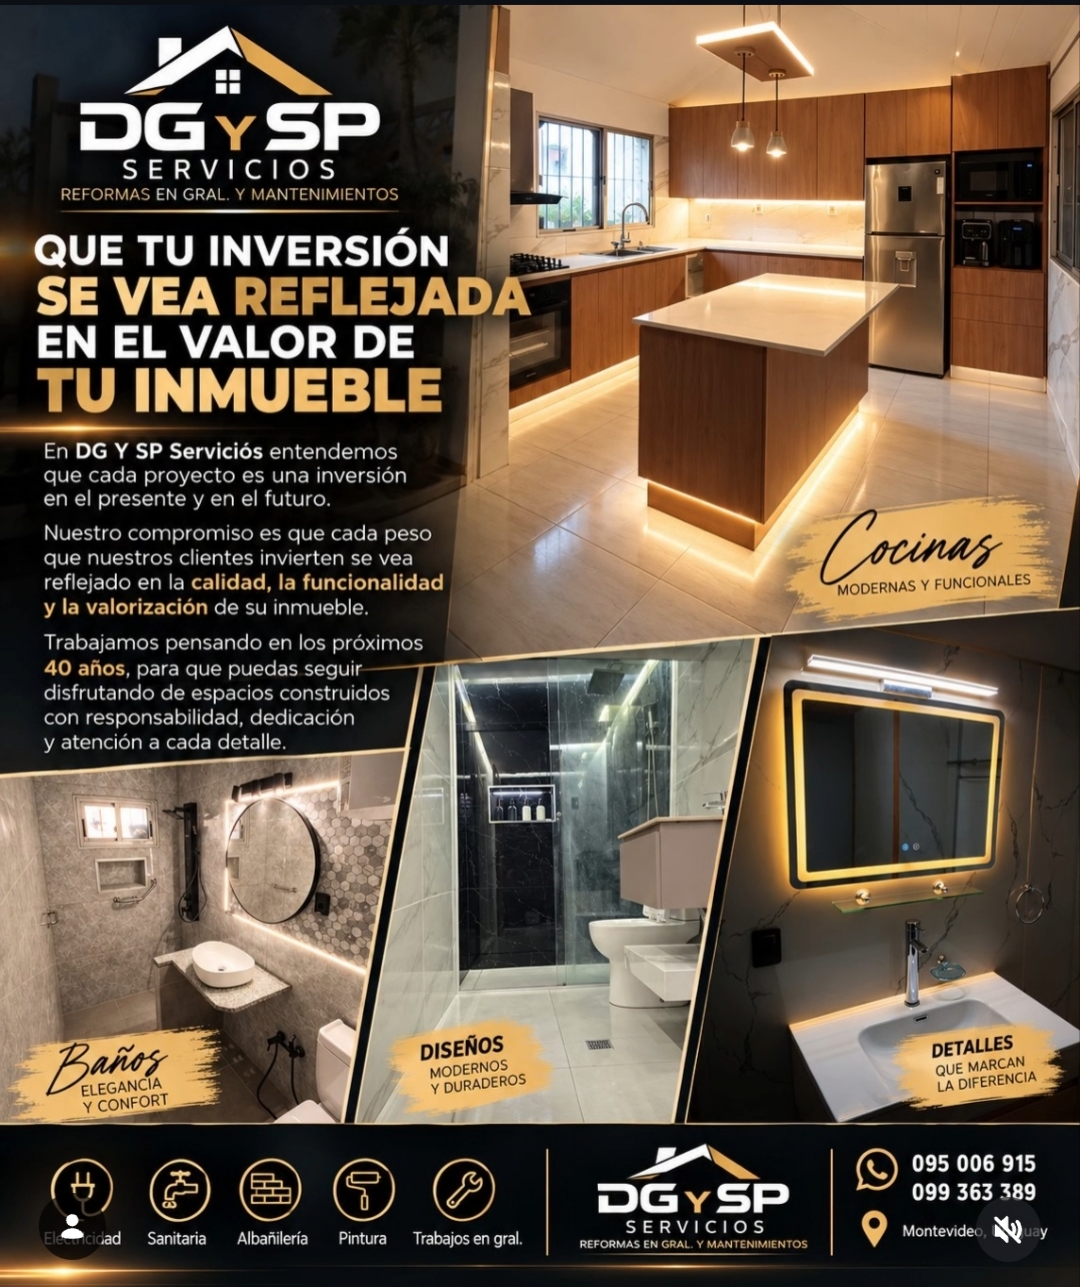 DG Y SP
SERVICIOS
REFORMAS EN GRAL. Y MANTENIMIENTOS
QUE TU INVERSIÓN
SE VEA REFLEJADA
EN EL VALOR DE
TU INMUEBLE
En DG Y SP Serviciós entendemos
que cada proyecto es una inversión
en el presente y en el futuro.
Nuestro compromiso es que cada peso
que nuestros clientes invierten se vea
reflejado en la calidad, la funcionalidad
y la valorización de su inmueble.
Trabajamos pensando en los próximos
40 años, para que puedas seguir
disfrutando de espacios construidos
con responsabilidad, dedicación
y atención a cada detalle.
Cocinas
MODERNAS Y FUNCIONALES
Baños
ELEGANCIA
Y CONFORT
DISEÑOS
MODERNOS
Y DURADEROS
DETALLES
QUE MARCAN
LA DIFERENCIA
Electricidad
Sanitaria
Albañilería
Pintura
Trabajos en gral.
DG Y SP
SERVICIOS
REFORMAS EN GRAL. Y MANTENIMIENTOS
095 006 915
099 363 389
Montevideo, Uruguay